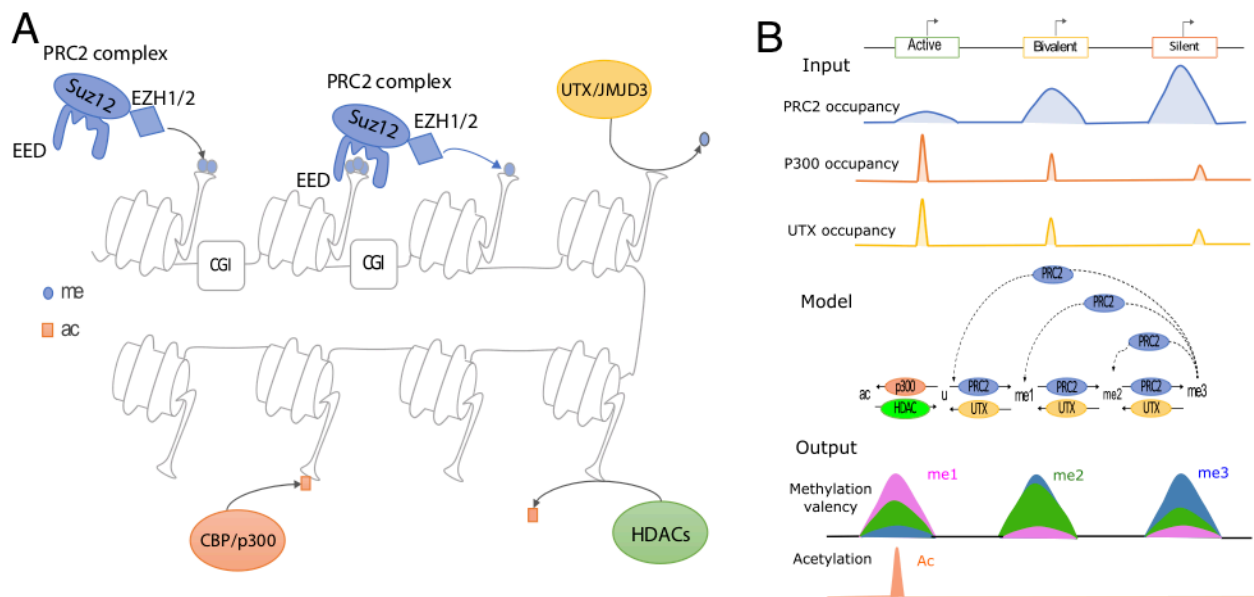 A
PRC2 complex
Suz12
EZH1/2
EED
PRC2 complex
Suz12
EZH1/2
EED
UTX/JMJD3
CGI
CGI
me
ac
CBP/p300
HDACs
B
Active
Bivalent
Silent
Input
PRC2 occupancy
P300 occupancy
UTX occupancy
Model
PRC2
PRC2
PRC2
ac
p300
HDAC
u
PRC2
UTX
me1
PRC2
UTX
me2
PRC2
UTX
me3
Output
Methylation
valency
me1
me2
me3
Acetylation
Ac